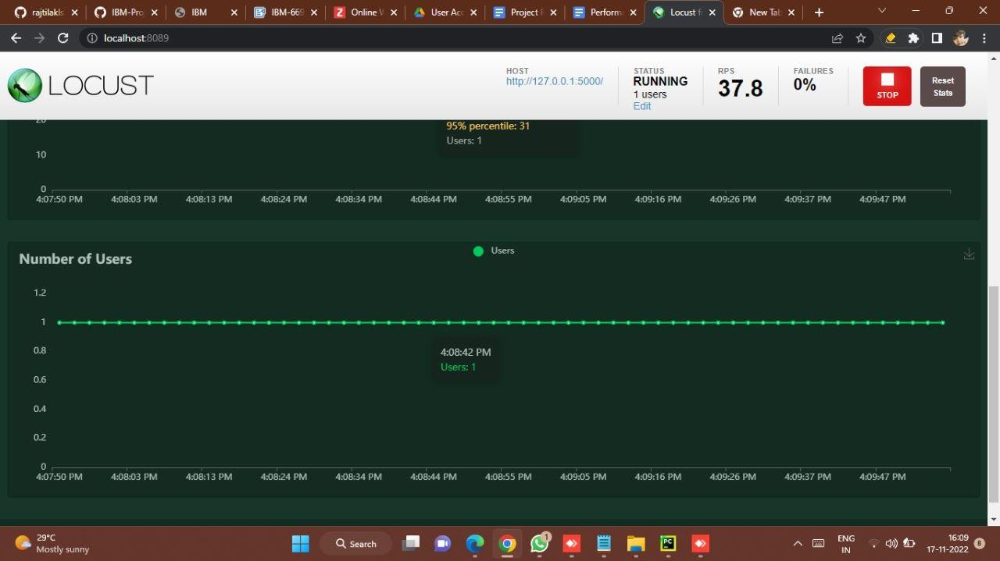 rajtilakls
IBM-Pro
IBM
IBM-669
Online W
User Acc
Project R
Performa
Locust f
New Tab
localhost:8089
LOCUST
HOST
http://127.0.0.1:5000/
STATUS
RUNNING
1 users
Edit
RPS
37.8
FAILURES
0%
STOP
Reset
Stats
20
10
0
95% percentile: 31
Users: 1
4:07:50 PM 4:08:03 PM 4:08:13 PM 4:08:24 PM 4:08:34 PM 4:08:44 PM 4:08:55 PM 4:09:05 PM 4:09:16 PM 4:09:26 PM 4:09:37 PM 4:09:47 PM
Number of Users
Users
1.2
1
0.8
0.6
0.4
0.2
0
4:08:42 PM
Users: 1
4:07:50 PM 4:08:03 PM 4:08:13 PM 4:08:24 PM 4:08:34 PM 4:08:44 PM 4:08:55 PM 4:09:05 PM 4:09:16 PM 4:09:26 PM 4:09:37 PM 4:09:47 PM
29°C
Mostly sunny
Search
1
PC
ENG
IN
16:09
17-11-2022
8